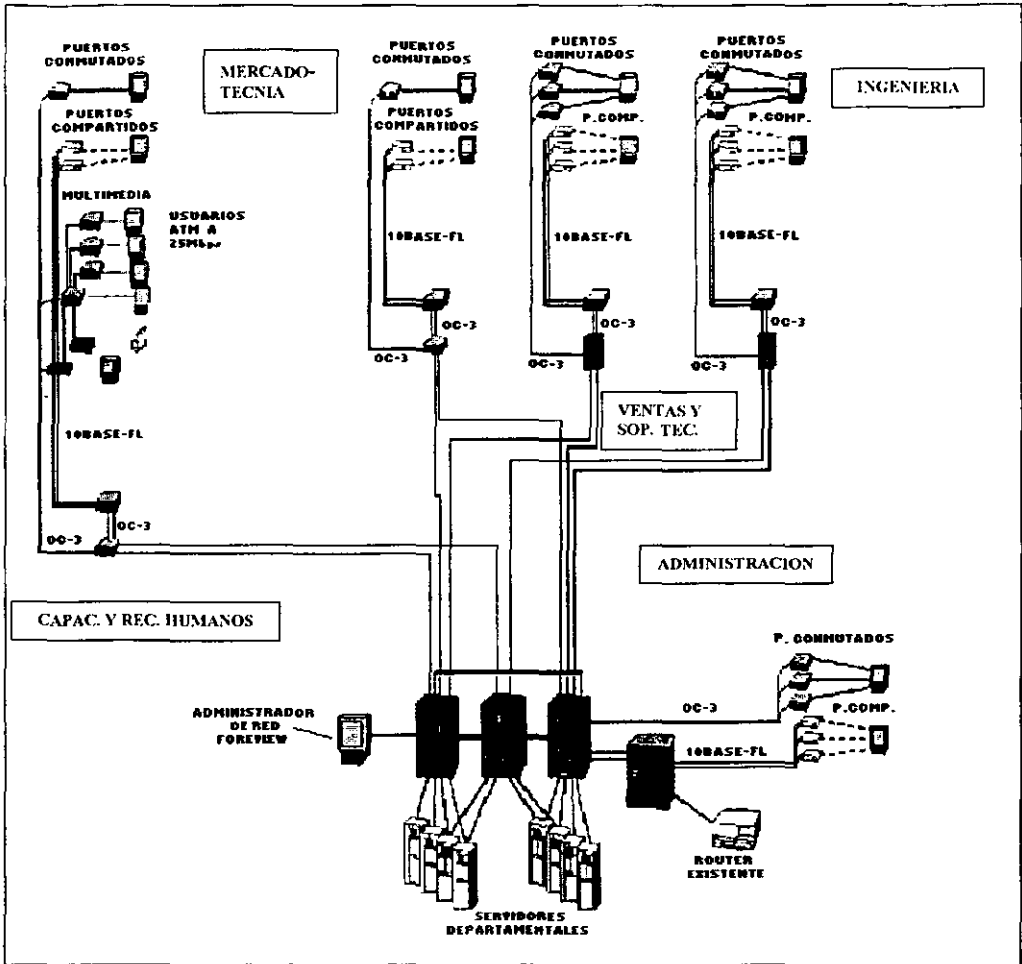 PUERTOS
CONMUTADOS
MERCADO-
TECNIA
PUERTOS
CONMUTADOS
PUERTOS
CONMUTADOS
PUERTOS
CONMUTADOS
INGENIERIA
PUERTOS
COMPARTIDOS
PUERTOS
COMPARTIDOS
P.COMP.
P.COMP.
MULTIMEDIA
USUARIOS
ATM A
25Mbps
10BASE-FL
10BASE-FL
10BASE-FL
OC-3
OC-3
OC-3
OC-3
OC-3
OC-3
VENTAS Y
SOP. TEC.
10BASE-FL
OC-3
OC-3
ADMINISTRACION
CAPAC. Y REC. HUMANOS
P. CONMUTADOS
ADMINISTRADOR
DE RED
FOREVIEW
OC-3
P.COMP.
10BASE-FL
ROUTER
EXISTENTE
SERVIDORES
DEPARTAMENTALES